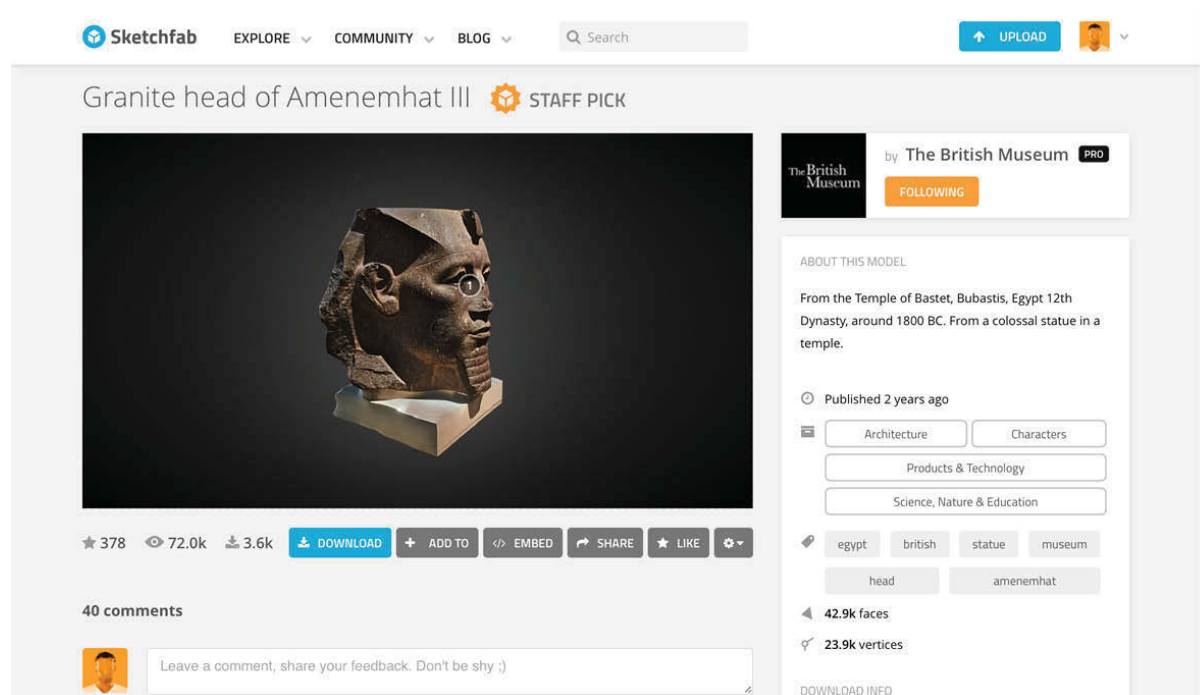 Sketchfab EXPLORE COMMUNITY BLOG Search UPLOAD
Granite head of Amenemhat III STAFF PICK
1
The British
Museum
by The British Museum PRO
FOLLOWING
ABOUT THIS MODEL
From the Temple of Bastet, Bubastis, Egypt 12th
Dynasty, around 1800 BC. From a colossal statue in a
temple.
Published 2 years ago
Architecture Characters
Products & Technology
Science, Nature & Education
egypt british statue museum
head amenemhat
42.9k faces
23.9k vertices
DOWNLOAD INFO
378 72.0k 3.6k DOWNLOAD + ADD TO </> EMBED SHARE LIKE
40 comments
Leave a comment, share your feedback. Don't be shy ;)